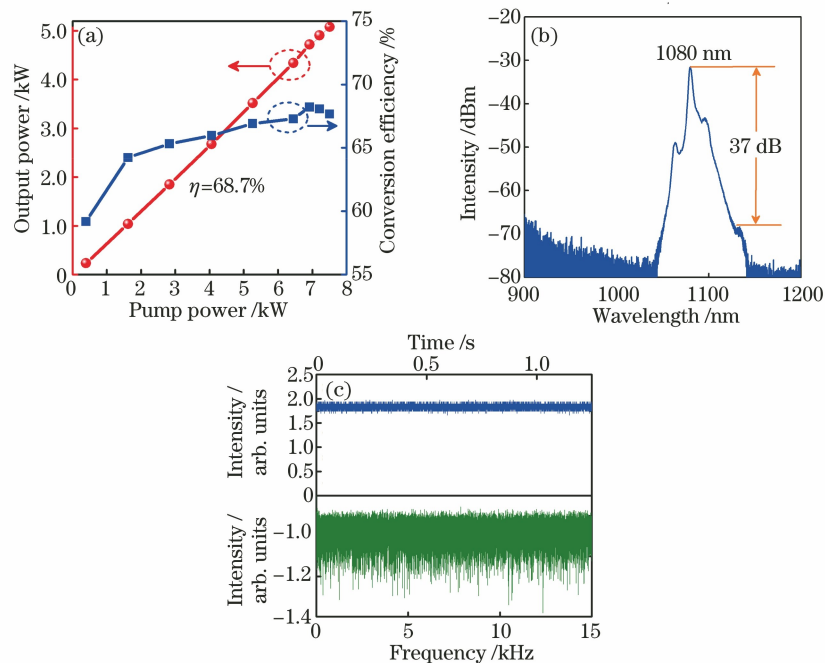 (a)
Output power /kW
5.0
4.0
3.0
2.0
1.0
0
η=68.7%
0 1 2 3 4 5 6 7 8
Pump power /kW
75
70
65
60
55
Conversion efficiency /%
(b)
Intensity /dBm
−20
−30
−40
−50
−60
−70
−80
1080 nm
37 dB
900 1000 1100 1200
Wavelength /nm
Time /s
0 0.5 1.0
(c)
Intensity /
arb. units
2.5
2.0
1.5
1.0
0.5
0
Intensity /
arb. units
−1.0
−1.2
−1.4
0 5 10 15
Frequency /kHz